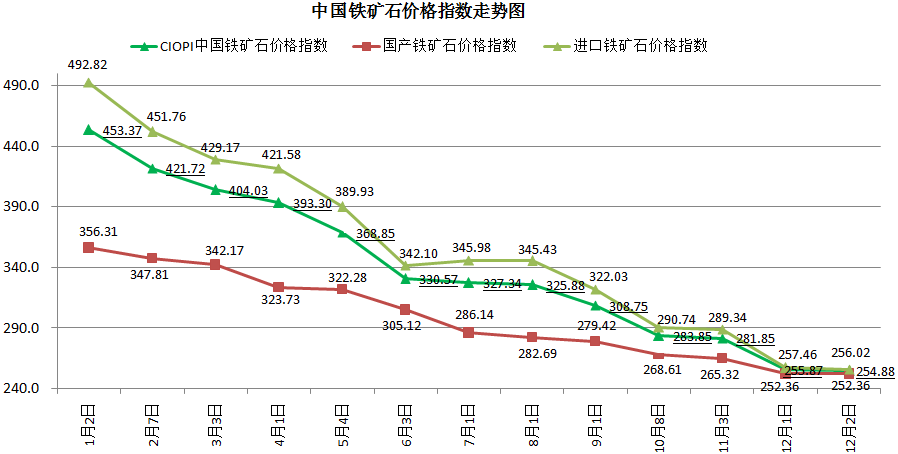 中国铁矿石价格指数走势图
CIOPI中国铁矿石价格指数 国产铁矿石价格指数 进口铁矿石价格指数
490.0
440.0
390.0
340.0
290.0
240.0
492.82 451.76 429.17 421.58 389.93 342.10 345.98 345.43 322.03 290.74 289.34 257.46 256.02
453.37 421.72 404.03 393.30 368.85 330.57 327.34 325.88 308.75 283.85 281.85 255.87 254.88
356.31 347.81 342.17 323.73 322.28 305.12 286.14 282.69 279.42 268.61 265.32 252.36 252.36
1月2日 2月7日 3月3日 4月1日 5月4日 6月3日 7月1日 8月1日 9月1日 10月8日 11月3日 12月1日 12月2日